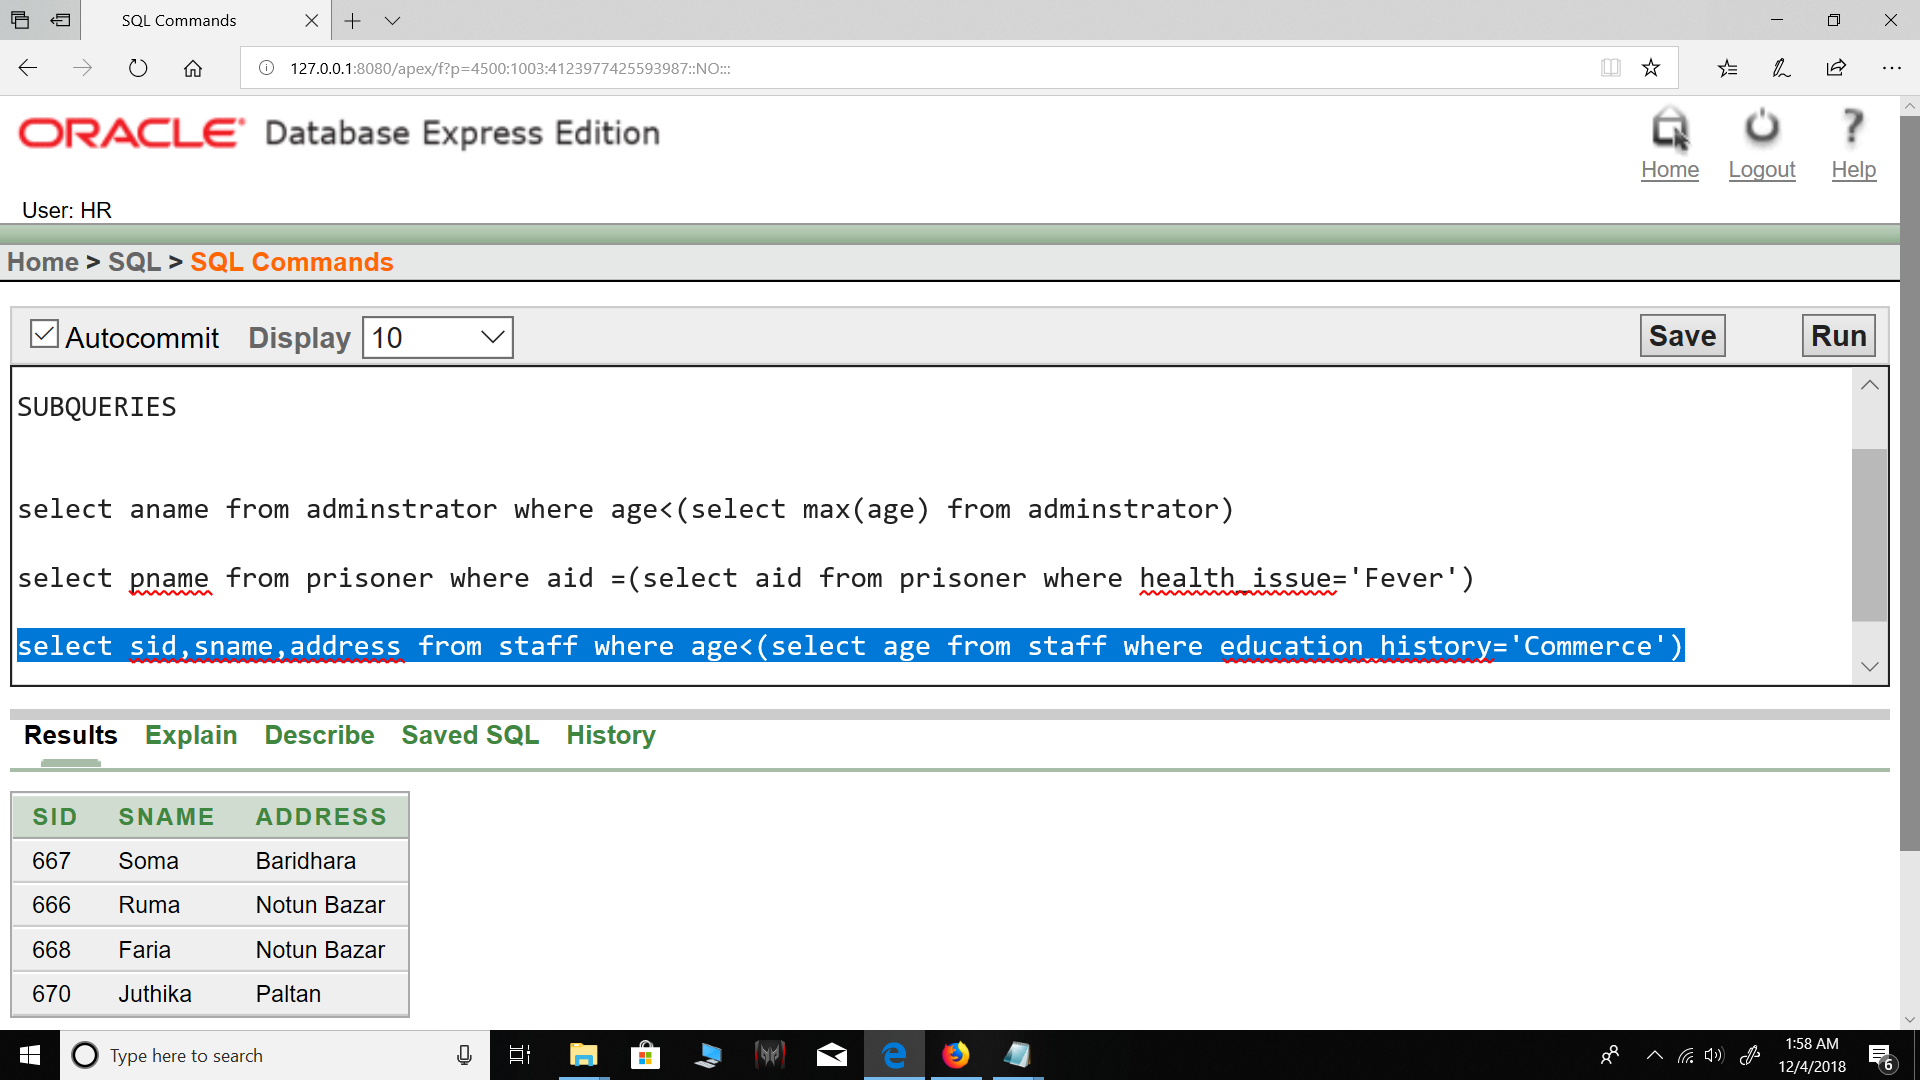 SQL Commands
127.0.0.1:8080/apex/f?p=4500:1003:4123977425593987::NO:::
ORACLE Database Express Edition
Home Logout Help
User: HR
Home > SQL > SQL Commands
Autocommit Display 10 Save Run
SUBQUERIES
select aname from adminstrator where age<(select max(age) from adminstrator)
select pname from prisoner where aid =(select aid from prisoner where health_issue='Fever')
select sid,sname,address from staff where age<(select age from staff where education_history='Commerce')
Results Explain Describe Saved SQL History
SID SNAME ADDRESS
667 Soma Baridhara
666 Ruma Notun Bazar
668 Faria Notun Bazar
670 Juthika Paltan
Type here to search
1:58 AM
12/4/2018
6